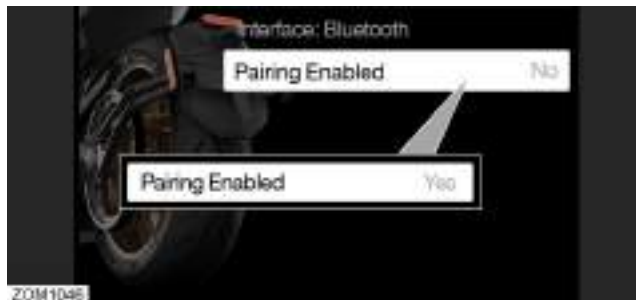 Interface: Bluetooth
Pairing Enabled No
Pairing Enabled Yes
ZOM1046